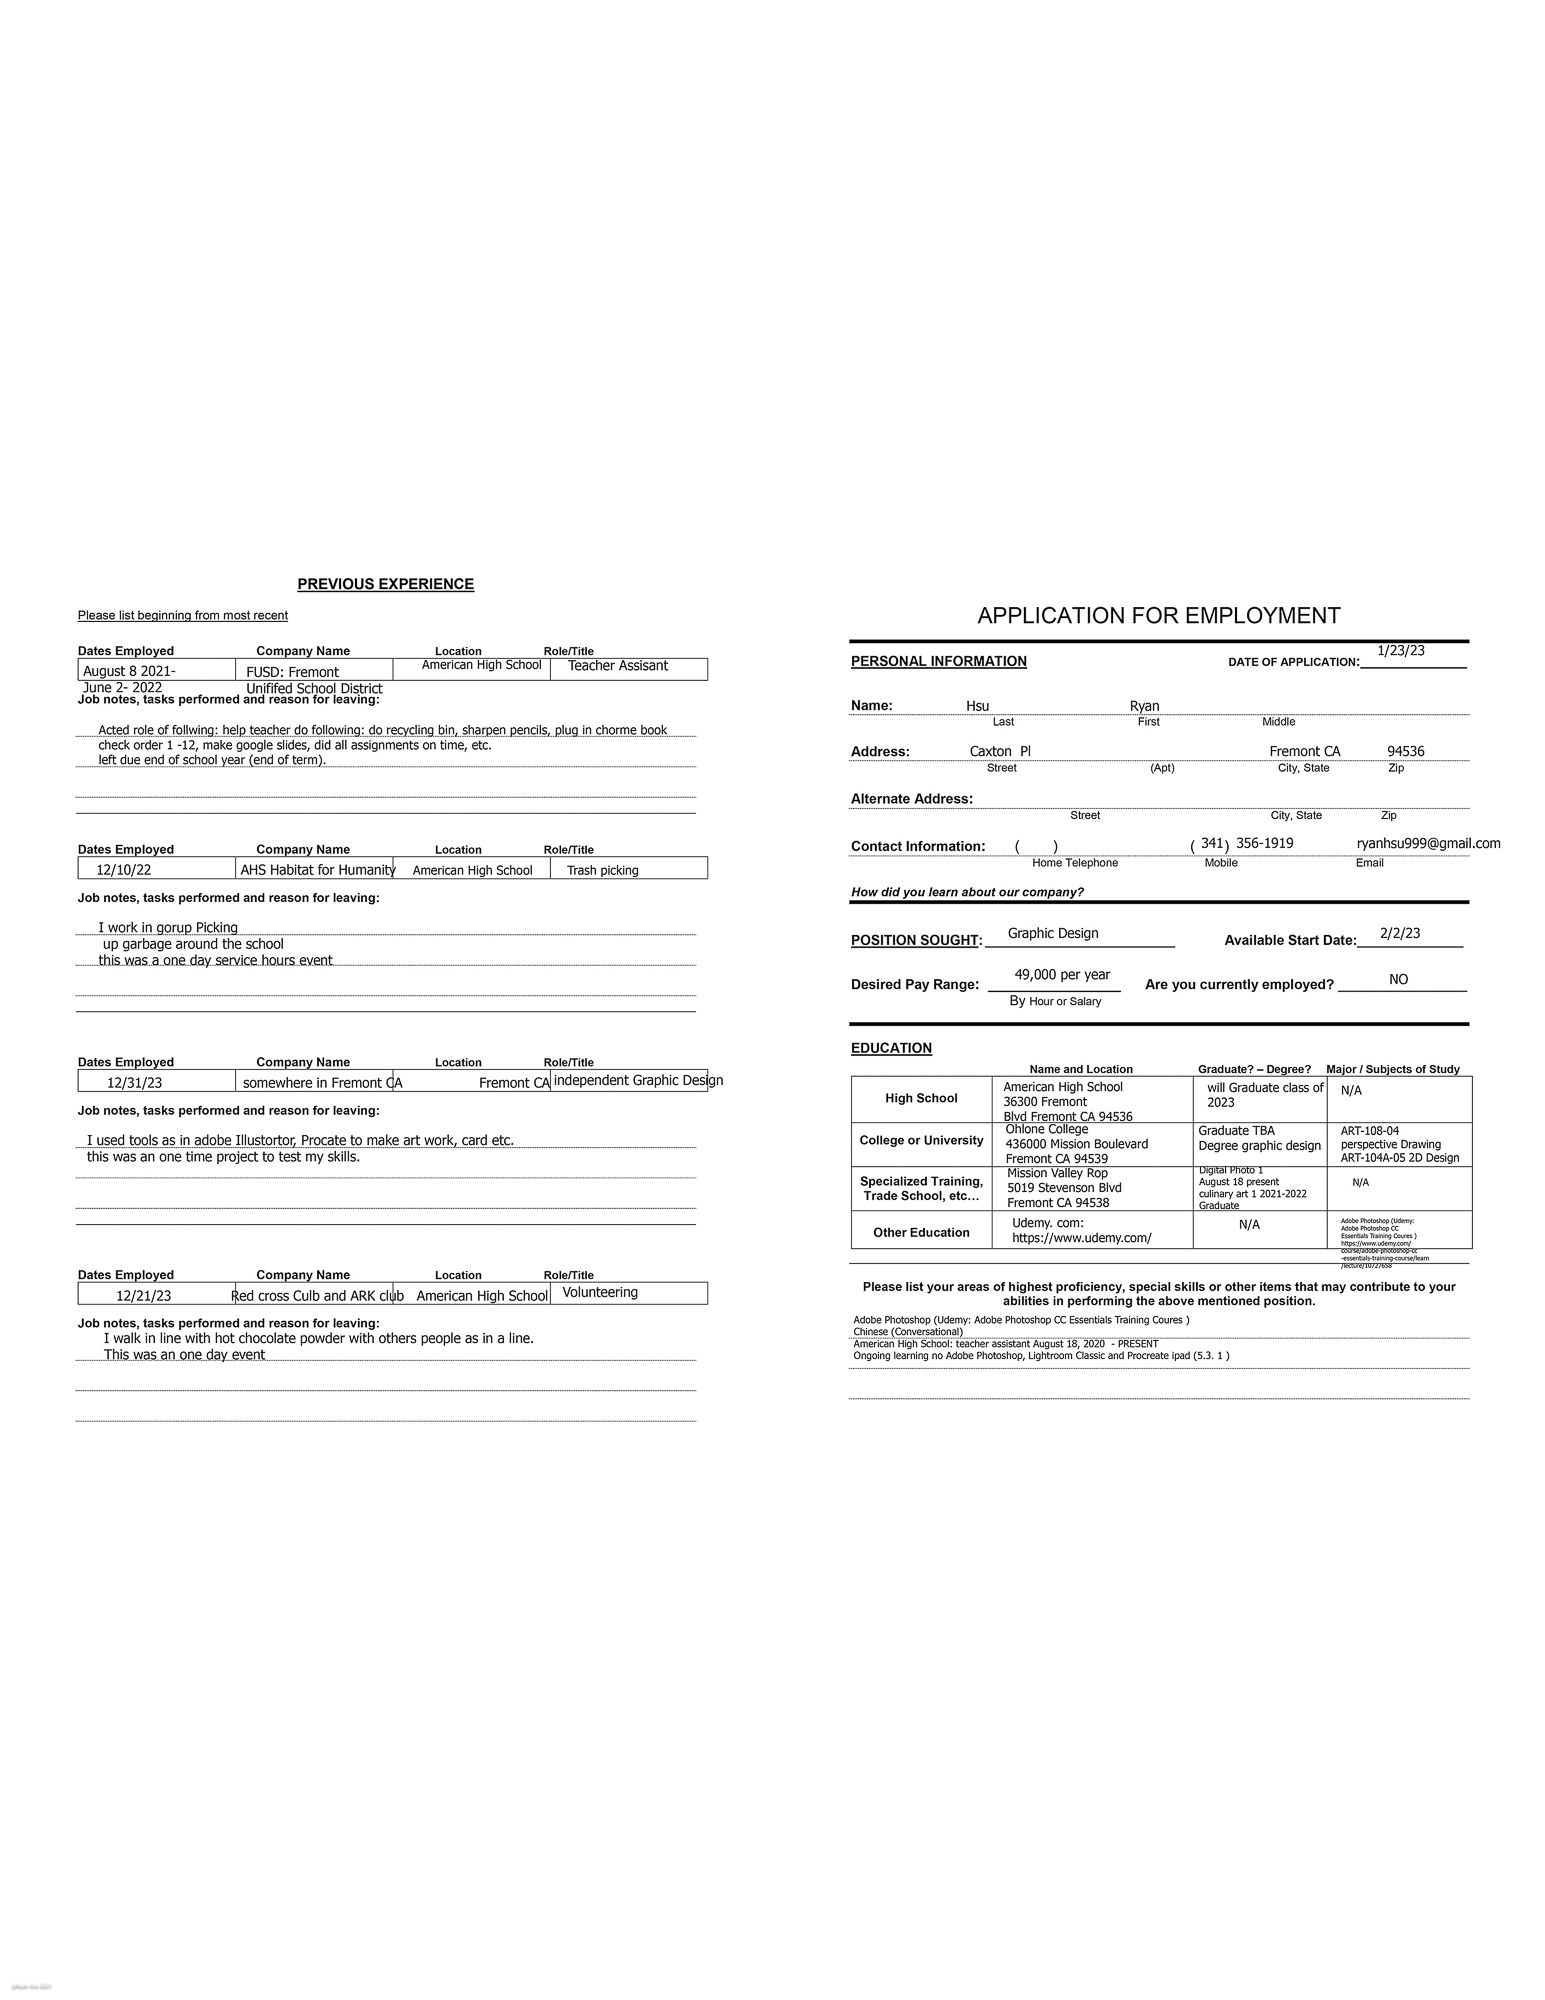 PREVIOUS EXPERIENCE
Please list beginning from most recent
Dates Employed Company Name Location Role/Title
August 8 2021- FUSD: Fremont American High School Teacher Assisant
June 2- 2022 Unififed School District
Job notes, tasks performed and reason for leaving:
Acted role of follwing: help teacher do following: do recycling bin, sharpen pencils, plug in chorme book
check order 1 -12, make google slides, did all assignments on time, etc.
left due end of school year (end of term).
Dates Employed Company Name Location Role/Title
12/10/22 AHS Habitat for Humanity American High School Trash picking
Job notes, tasks performed and reason for leaving:
I work in gorup Picking
up garbage around the school
this was a one day service hours event
Dates Employed Company Name Location Role/Title
12/31/23 somewhere in Fremont CA Fremont CA independent Graphic Design
Job notes, tasks performed and reason for leaving:
I used tools as in adobe Illustortor, Procate to make art work, card etc.
this was an one time project to test my skills.
Dates Employed Company Name Location Role/Title
12/21/23 Red cross Culb and ARK club American High School Volunteering
Job notes, tasks performed and reason for leaving:
I walk in line with hot chocolate powder with others people as in a line.
This was an one day event
APPLICATION FOR EMPLOYMENT
PERSONAL INFORMATION DATE OF APPLICATION: 1/23/23
Name: Hsu Ryan
Last First Middle
Address: Caxton Pl Fremont CA 94536
Street (Apt) City, State Zip
Alternate Address:
Street City, State Zip
Contact Information: ( ) ( 341) 356-1919 ryanhsu999@gmail.com
Home Telephone Mobile Email
How did you learn about our company?
POSITION SOUGHT: Graphic Design Available Start Date: 2/2/23
Desired Pay Range: 49,000 per year Are you currently employed? NO
By Hour or Salary
EDUCATION
Name and Location Graduate? – Degree? Major / Subjects of Study
High School
American High School
36300 Fremont
Blvd Fremont CA 94536
will Graduate class of
2023
N/A
College or University
Ohlone College
436000 Mission Boulevard
Fremont CA 94539
Graduate TBA
Degree graphic design
ART-108-04
perspective Drawing
ART-104A-05 2D Design
Specialized Training,
Trade School, etc…
Mission Valley Rop
5019 Stevenson Blvd
Fremont CA 94538
Digital Photo 1
August 18 present
culinary art 1 2021-2022
Graduate
N/A
Other Education
Udemy. com:
https://www.udemy.com/
N/A
Adobe Photoshop (Udemy:
Adobe Photoshop CC
Essentials Training Coures )
https://www.udemy.com/
course/adobe-photoshop-cc
-essentials-training-course/learn
/lecture/10727658
Please list your areas of highest proficiency, special skills or other items that may contribute to your
abilities in performing the above mentioned position.
Adobe Photoshop (Udemy: Adobe Photoshop CC Essentials Training Coures )
Chinese (Conversational)
American High School: teacher assistant August 18, 2020 - PRESENT
Ongoing learning no Adobe Photoshop, Lightroom Classic and Procreate ipad (5.3. 1 )